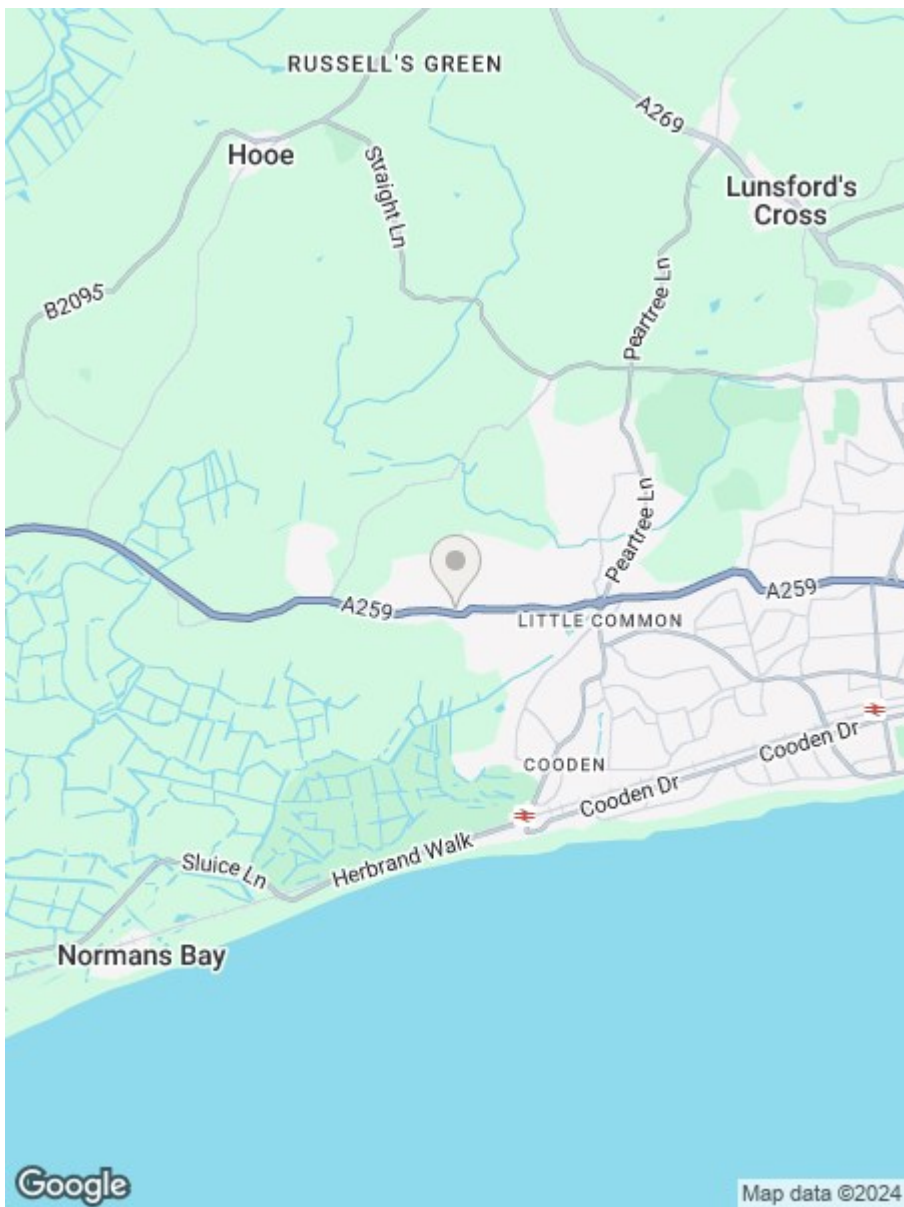 RUSSELL'S GREEN
A269
Hooe
Straight Ln
Lunsford's
Cross
B2095
Peartree Ln
Peartree Ln
A259
A259
LITTLE COMMON
COODEN
Cooden Dr
Cooden Dr
Herbrand Walk
Sluice Ln
Normans Bay
Google
Map data ©2024